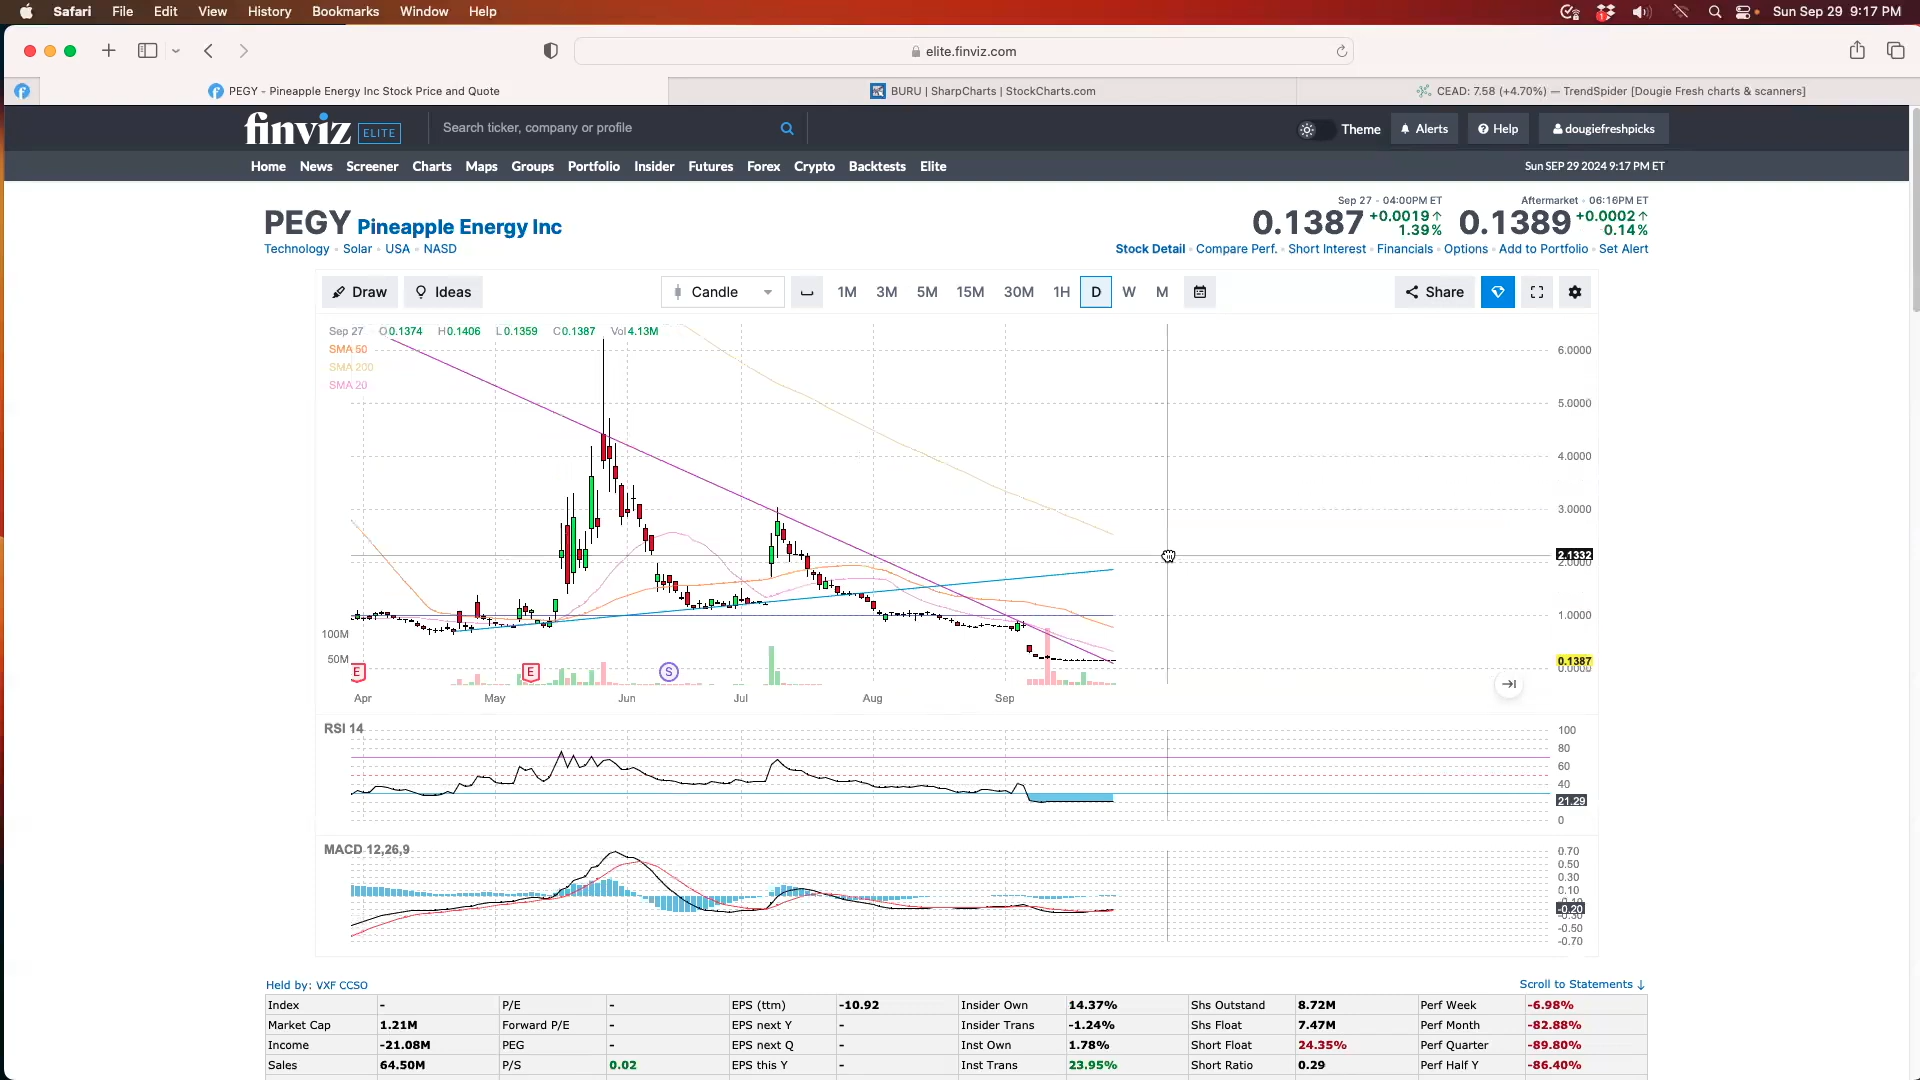 Safari File Edit View History Bookmarks Window Help Sun Sep 29 9:17 PM
elite.finviz.com
PEGY - Pineapple Energy Inc Stock Price and Quote
BURU | SharpCharts | StockCharts.com
CEAD: 7.58 (+4.70%) — TrendSpider [Dougie Fresh charts & scanners]
finviz ELITE Search ticker, company or profile Theme Alerts Help dougiefreshpicks
Home News Screener Charts Maps Groups Portfolio Insider Futures Forex Crypto Backtests Elite Sun SEP 29 2024 9:17 PM ET
Sep 27 · 04:00PM ET Aftermarket · 06:16PM ET
PEGY Pineapple Energy Inc 0.1387 +0.0019↑ 1.39% 0.1389 +0.0002↑ 0.14%
Technology · Solar · USA · NASD Stock Detail · Compare Perf. · Short Interest · Financials · Options · Add to Portfolio · Set Alert
Draw Ideas Candle 1M 3M 5M 15M 30M 1H D W M Share
Sep 27 O0.1374 H0.1406 L0.1359 C0.1387 Vol4.13M
SMA 50
SMA 200
SMA 20
6.0000
5.0000
4.0000
3.0000
2.1332
2.0000
1.0000
0.1387
0.0000
100M
50M
E E S
Apr May Jun Jul Aug Sep
RSI 14
100
80
60
40
21.29
0
MACD 12,26,9
0.70
0.50
0.30
0.10
-0.20
-0.30
-0.50
-0.70
Held by: VXF CCSO Scroll to Statements ↓
Index - P/E - EPS (ttm) -10.92 Insider Own 14.37% Shs Outstand 8.72M Perf Week -6.98%
Market Cap 1.21M Forward P/E - EPS next Y - Insider Trans -1.24% Shs Float 7.47M Perf Month -82.88%
Income -21.08M PEG - EPS next Q - Inst Own 1.78% Short Float 24.35% Perf Quarter -89.80%
Sales 64.50M P/S 0.02 EPS this Y - Inst Trans 23.95% Short Ratio 0.29 Perf Half Y -86.40%